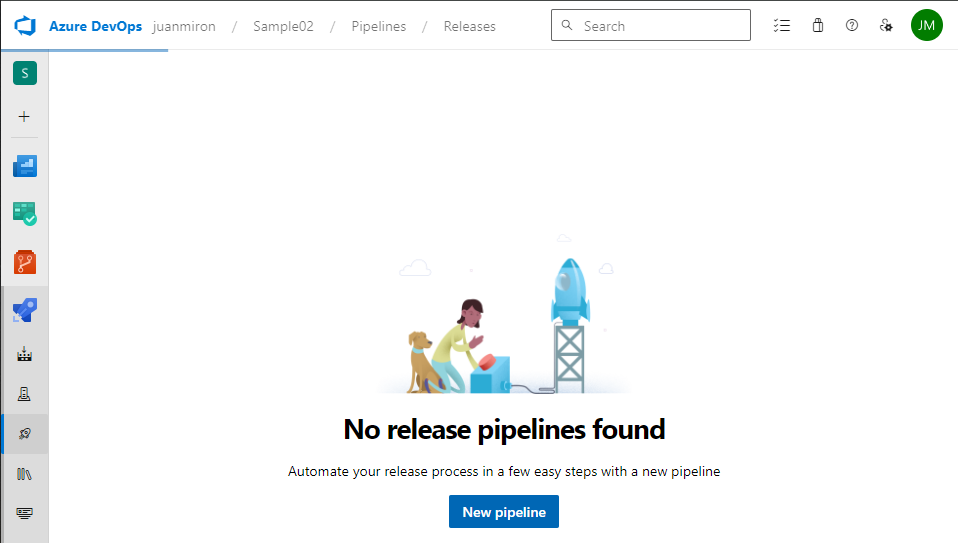 Azure DevOps juanmiron / Sample02 / Pipelines / Releases Search JM
S
No release pipelines found
Automate your release process in a few easy steps with a new pipeline
New pipeline